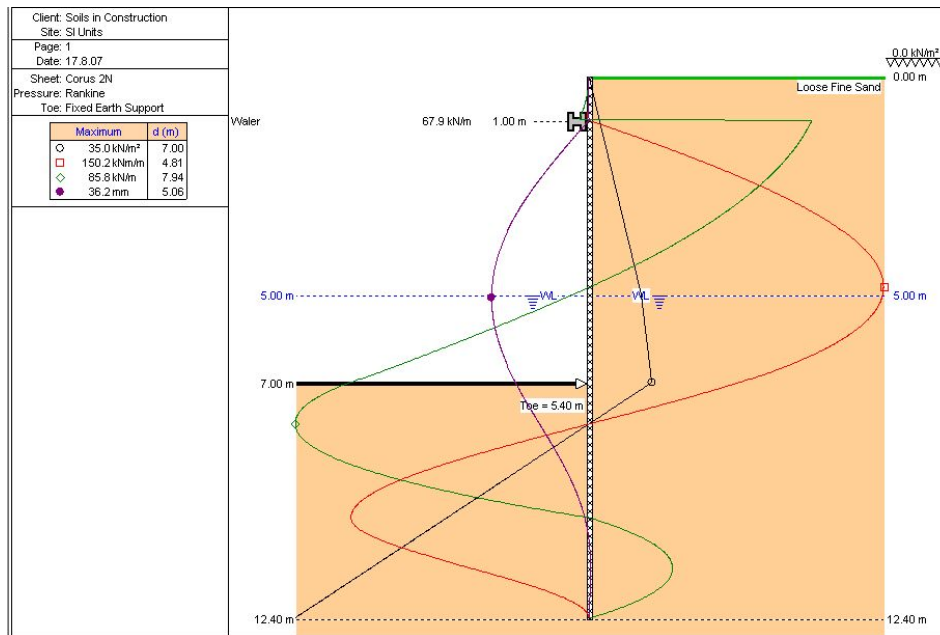 Client: Soils in Construction
Site: SI Units
Page: 1
Date: 17.8.07
Sheet: Corus 2N
Pressure: Rankine
Toe: Fixed Earth Support
Maximum d (m)
35.0 kN/m² 7.00
150.2 kNm/m 4.81
85.8 kN/m 7.94
36.2 mm 5.06
0.0 kN/m²
0.00 m
Loose Fine Sand
Waler 67.9 kN/m 1.00 m
5.00 m WL WL 5.00 m
7.00 m
Toe = 5.40 m
12.40 m 12.40 m